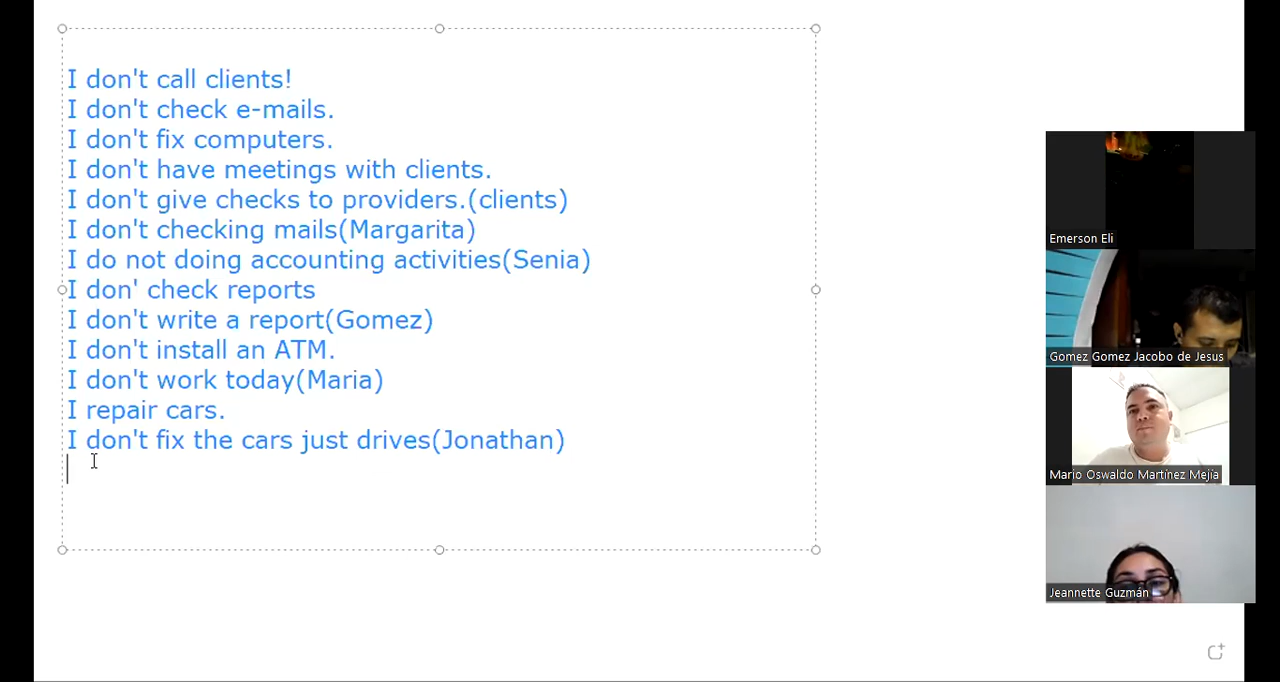 I don't call clients!
I don't check e-mails.
I don't fix computers.
I don't have meetings with clients.
I don't give checks to providers.(clients)
I don't checking mails(Margarita)
I do not doing accounting activities(Senia)
I don' check reports
I don't write a report(Gomez)
I don't install an ATM.
I don't work today(Maria)
I repair cars.
I don't fix the cars just drives(Jonathan)
Emerson Eli
Gomez Gomez Jacobo de Jesus
Mario Oswaldo Martínez Mejía
Jeannette Guzmán